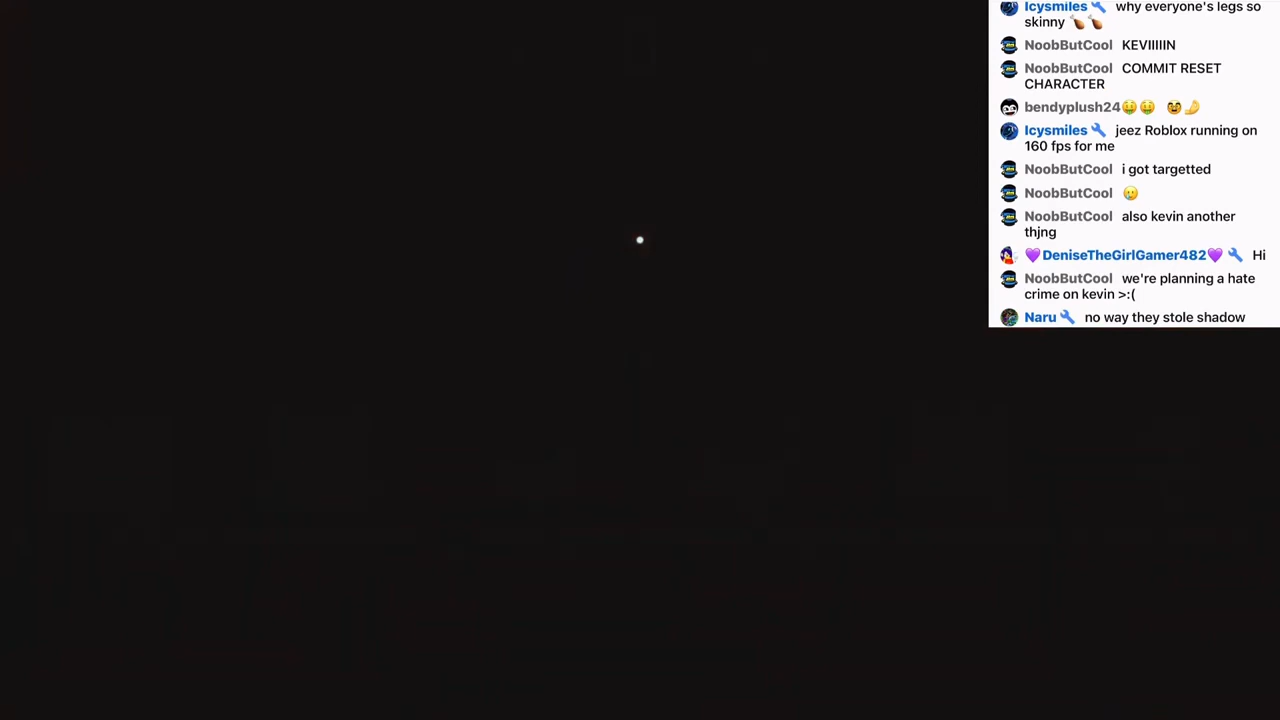 Icysmiles 🔧 why everyone's legs so
skinny 🍗🍗
NoobButCool KEVIIIIIN
NoobButCool COMMIT RESET
CHARACTER
bendyplush24🤑🤑 🥸🤌
Icysmiles 🔧 jeez Roblox running on
160 fps for me
NoobButCool i got targetted
NoobButCool 🥲
NoobButCool also kevin another
thjng
💜DeniseTheGirlGamer482💜 🔧 Hi
NoobButCool we're planning a hate
crime on kevin >:(
Naru 🔧 no way they stole shadow